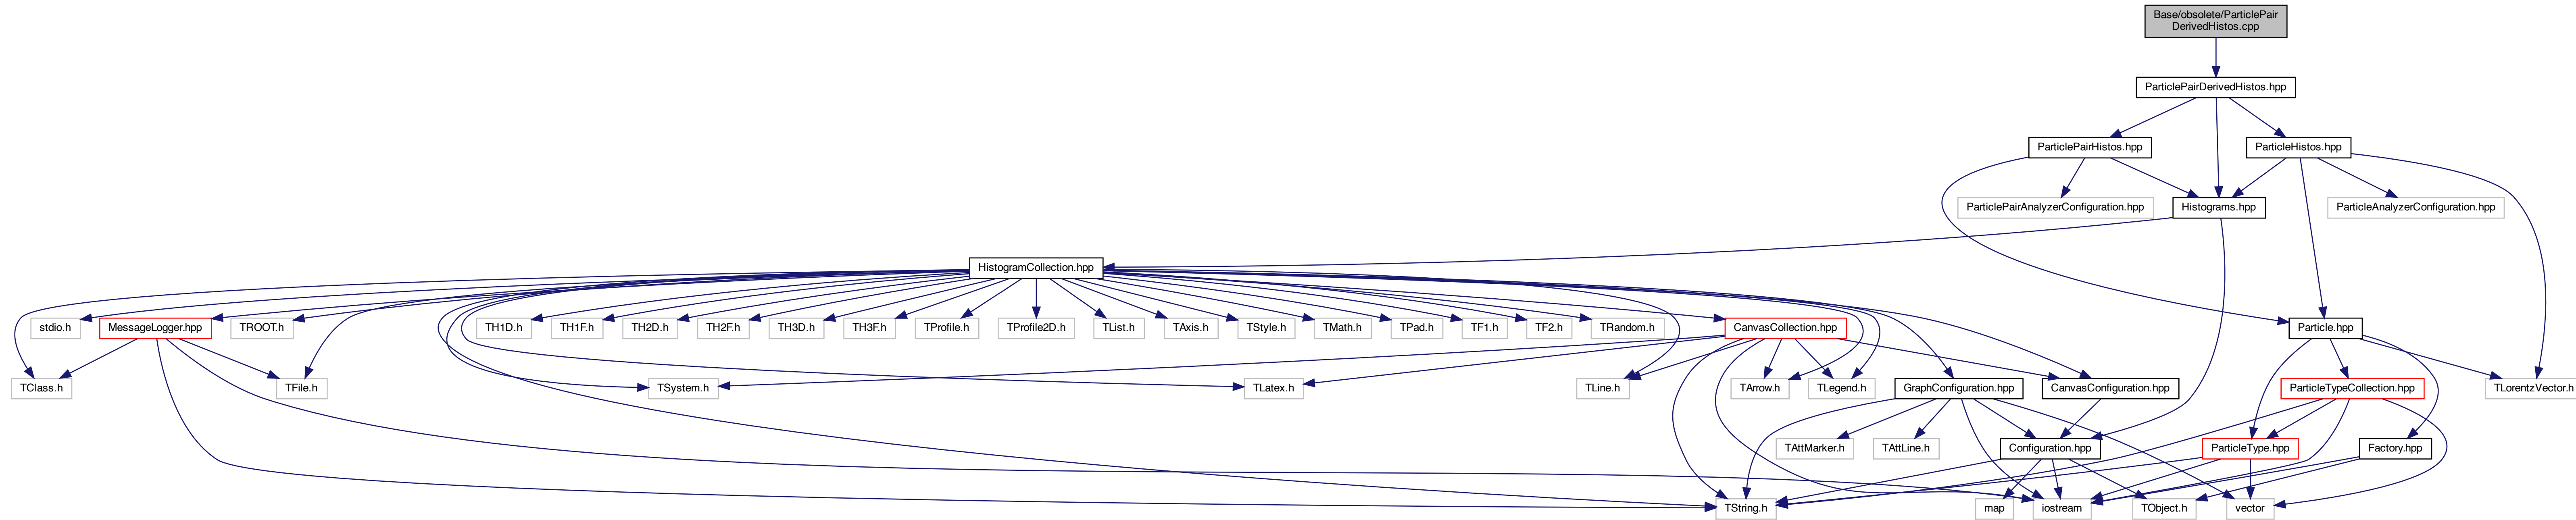 Base/obsolete/ParticlePair
DerivedHistos.cpp
ParticlePairDerivedHistos.hpp
ParticlePairHistos.hpp
ParticleHistos.hpp
ParticlePairAnalyzerConfiguration.hpp
Histograms.hpp
ParticleAnalyzerConfiguration.hpp
HistogramCollection.hpp
stdio.h
MessageLogger.hpp
TROOT.h
TH1D.h
TH1F.h
TH2D.h
TH2F.h
TH3D.h
TH3F.h
TProfile.h
TProfile2D.h
TList.h
TAxis.h
TStyle.h
TMath.h
TPad.h
TF1.h
TF2.h
TRandom.h
CanvasCollection.hpp
Particle.hpp
TClass.h
TFile.h
TSystem.h
TLatex.h
TLine.h
TArrow.h
TLegend.h
GraphConfiguration.hpp
CanvasConfiguration.hpp
ParticleTypeCollection.hpp
TLorentzVector.h
TAttMarker.h
TAttLine.h
Configuration.hpp
ParticleType.hpp
Factory.hpp
TString.h
map
iostream
TObject.h
vector